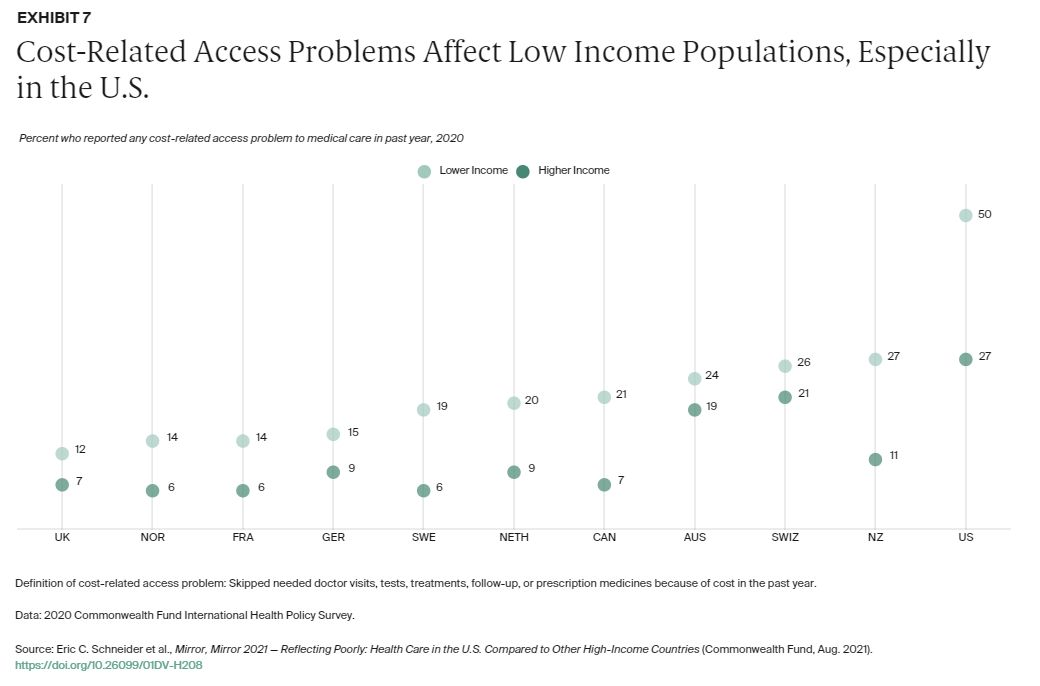 EXHIBIT 7
Cost-Related Access Problems Affect Low Income Populations, Especially
in the U.S.
Percent who reported any cost-related access problem to medical care in past year, 2020
Lower Income Higher Income
50
27 27
26
24
21 21
20
19 19
15
14 14
12
11
9 9
7 7
6 6 6
UK NOR FRA GER SWE NETH CAN AUS SWIZ NZ US
Definition of cost-related access problem: Skipped needed doctor visits, tests, treatments, follow-up, or prescription medicines because of cost in the past year.
Data: 2020 Commonwealth Fund International Health Policy Survey.
Source: Eric C. Schneider et al., Mirror, Mirror 2021 — Reflecting Poorly: Health Care in the U.S. Compared to Other High-Income Countries (Commonwealth Fund, Aug. 2021).
https://doi.org/10.26099/01DV-H208